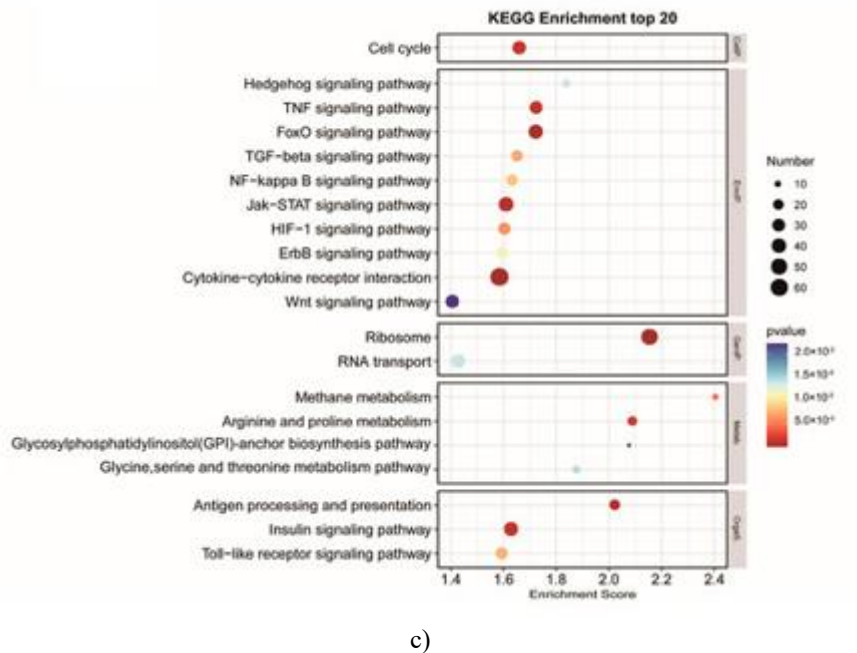 KEGG Enrichment top 20
Cell cycle
Hedgehog signaling pathway
TNF signaling pathway
FoxO signaling pathway
TGF−beta signaling pathway
NF−kappa B signaling pathway
Jak−STAT signaling pathway
HIF−1 signaling pathway
ErbB signaling pathway
Cytokine−cytokine receptor interaction
Wnt signaling pathway
Ribosome
RNA transport
Methane metabolism
Arginine and proline metabolism
Glycosylphosphatidylinositol(GPI)-anchor biosynthesis pathway
Glycine,serine and threonine metabolism pathway
Antigen processing and presentation
Insulin signaling pathway
Toll−like receptor signaling pathway
1.4 1.6 1.8 2.0 2.2 2.4
Enrichment Score
Number
10
20
30
40
50
60
pvalue
c)